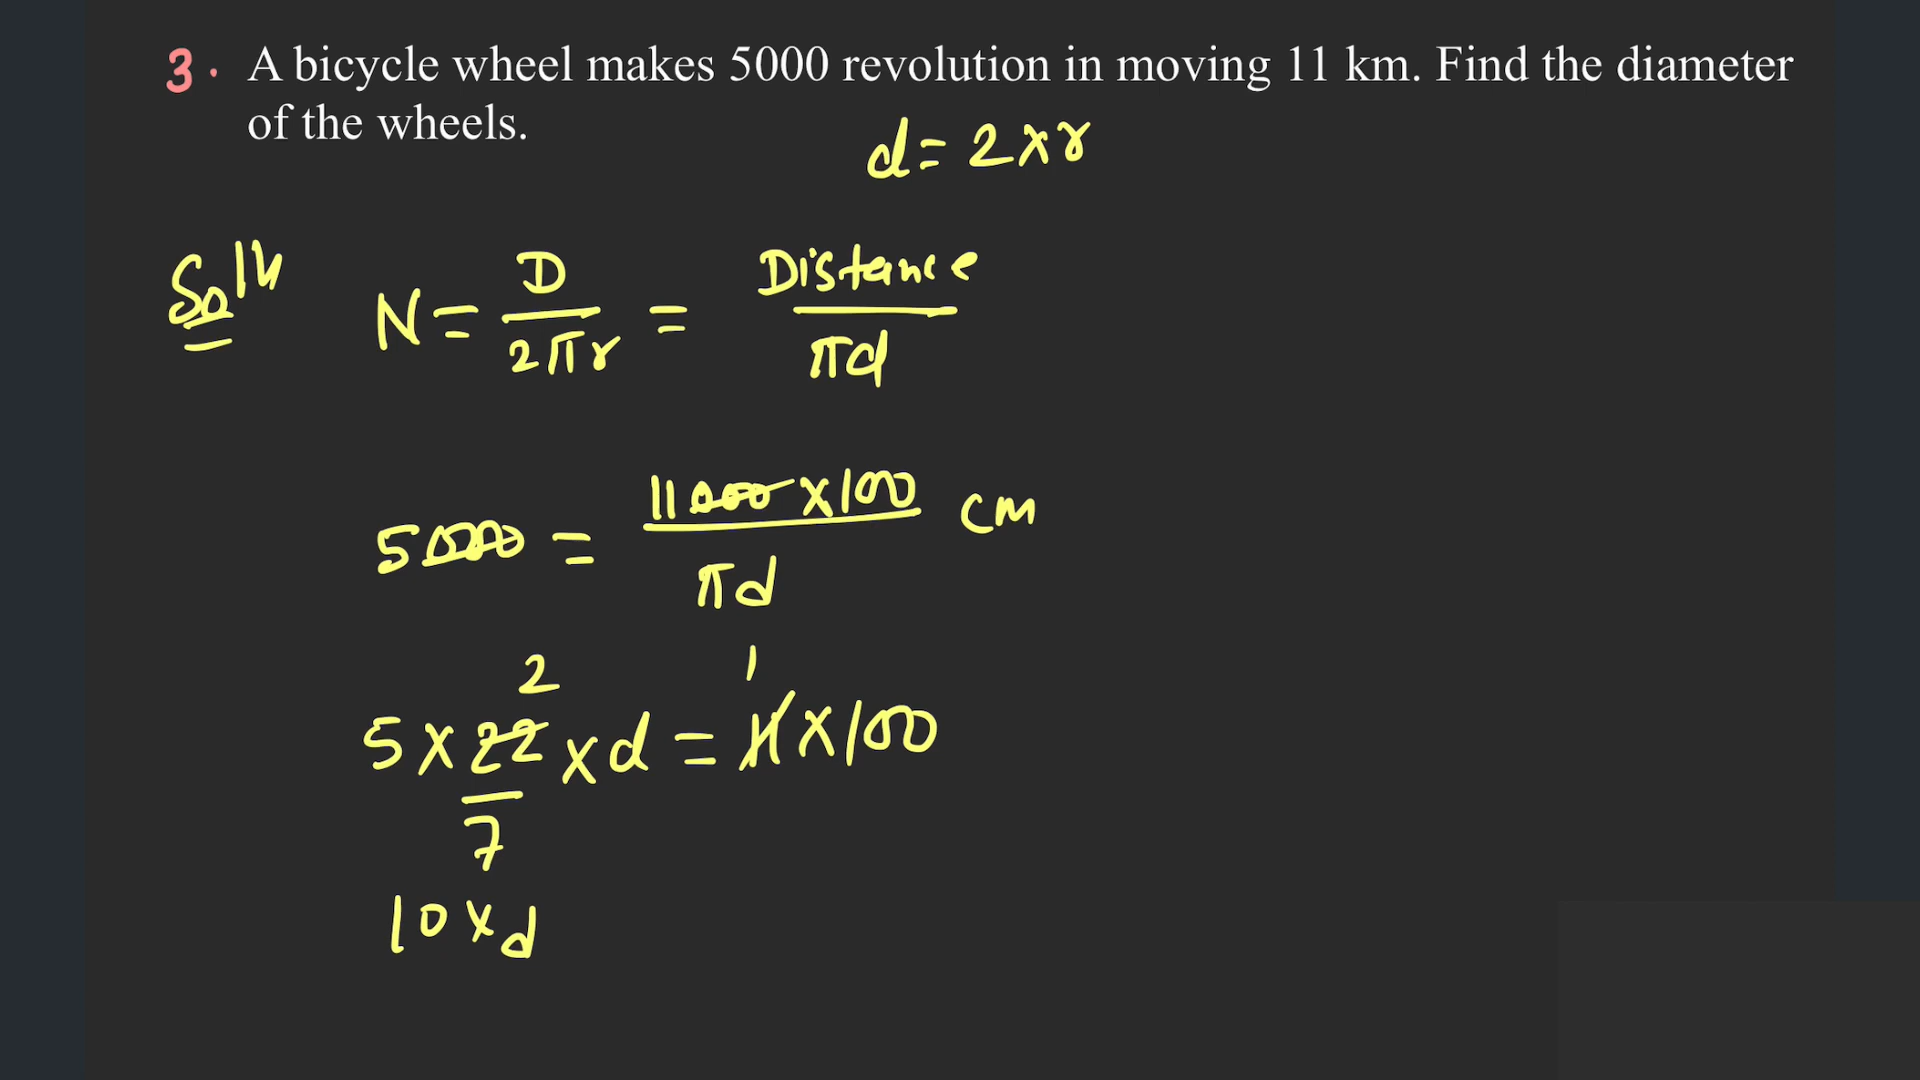 3. A bicycle wheel makes 5000 revolution in moving 11 km. Find the diameter
of the wheels.
d = 2 × r
Soln
N = D / 2πr = Distance / πd
5000 = 11000 × 100 / πd cm
2 1
5 × 22/7 × d = 11 × 100
10 × d